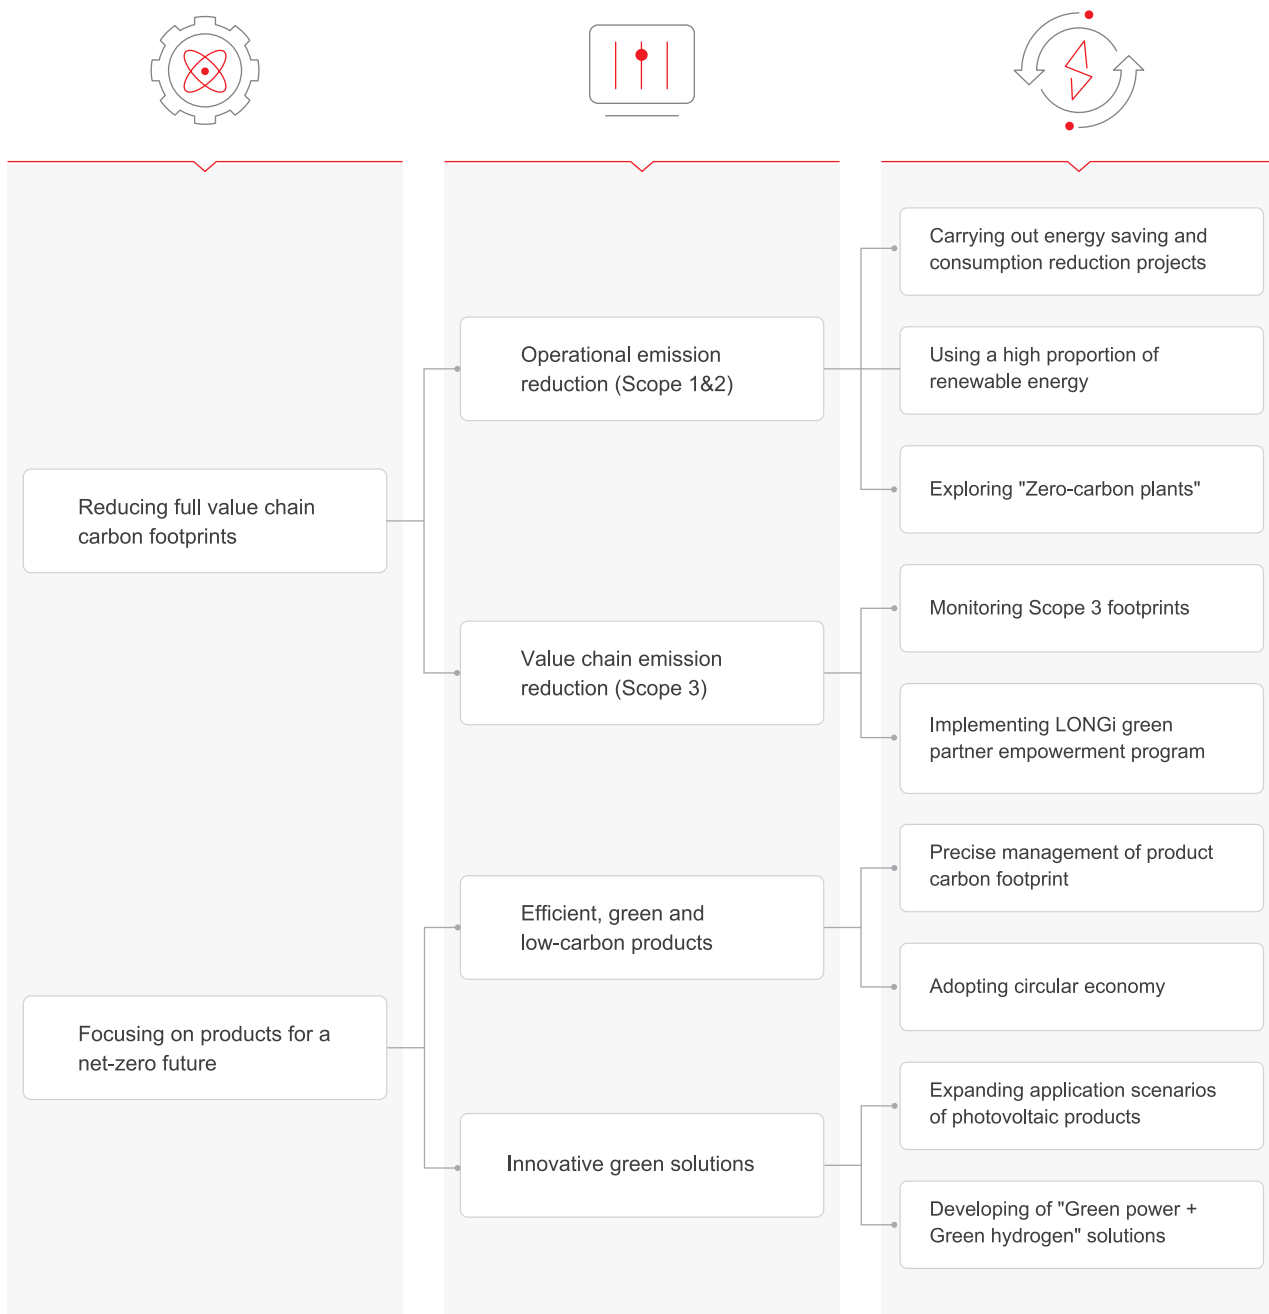 Reducing full value chain
carbon footprints
Operational emission
reduction (Scope 1&2)
Carrying out energy saving and
consumption reduction projects
Using a high proportion of
renewable energy
Exploring "Zero-carbon plants"
Value chain emission
reduction (Scope 3)
Monitoring Scope 3 footprints
Implementing LONGi green
partner empowerment program
Focusing on products for a
net-zero future
Efficient, green and
low-carbon products
Precise management of product
carbon footprint
Adopting circular economy
Innovative green solutions
Expanding application scenarios
of photovoltaic products
Developing of "Green power +
Green hydrogen" solutions